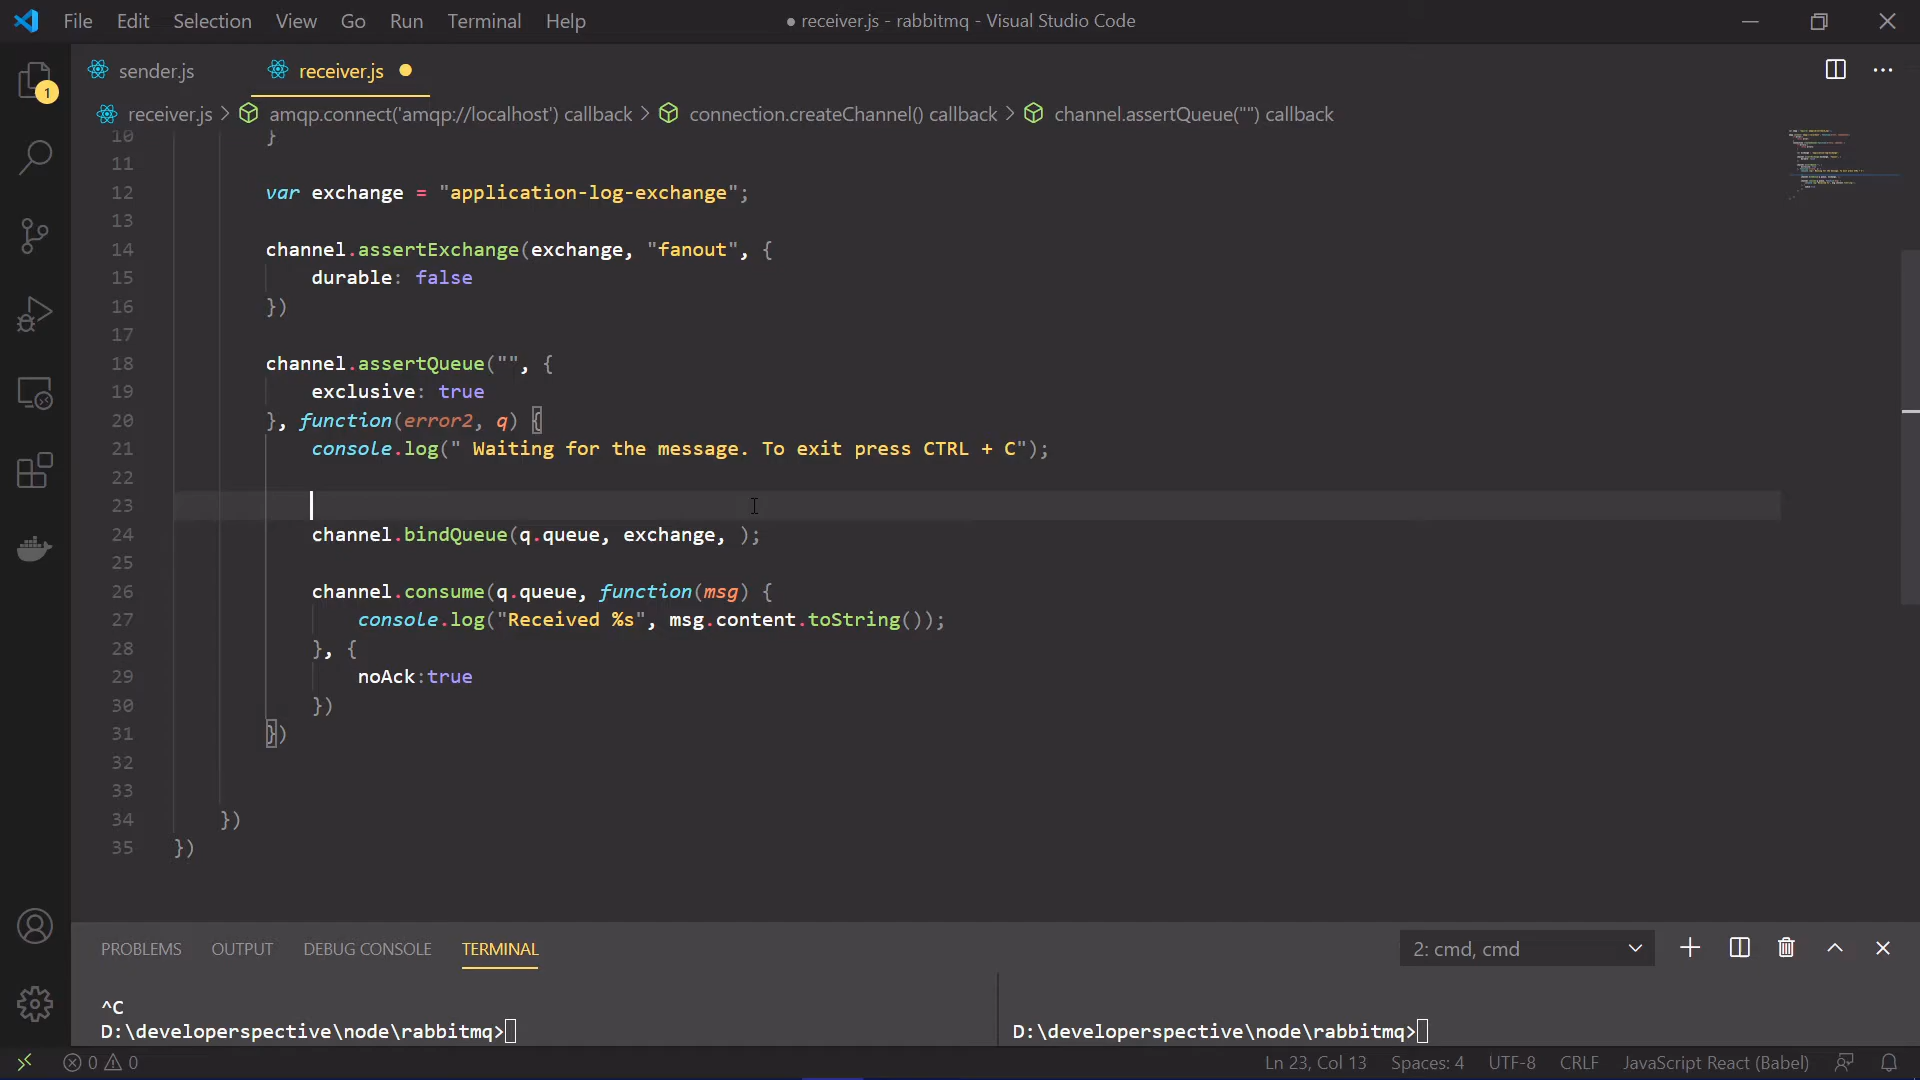 File Edit Selection View Go Run Terminal Help ● receiver.js - rabbitmq - Visual Studio Code
sender.js receiver.js
1
receiver.js > amqp.connect('amqp://localhost') callback > connection.createChannel() callback > channel.assertQueue("") callback
10 }
11
12 var exchange = "application-log-exchange";
13
14 channel.assertExchange(exchange, "fanout", {
15 durable: false
16 })
17
18 channel.assertQueue("", {
19 exclusive: true
20 }, function(error2, q) {
21 console.log(" Waiting for the message. To exit press CTRL + C");
22
23
24 channel.bindQueue(q.queue, exchange, );
25
26 channel.consume(q.queue, function(msg) {
27 console.log("Received %s", msg.content.toString());
28 }, {
29 noAck:true
30 })
31 })
32
33
34 })
35 })
PROBLEMS OUTPUT DEBUG CONSOLE TERMINAL 2: cmd, cmd
^C
D:\developerspective\node\rabbitmq> D:\developerspective\node\rabbitmq>
0 0 Ln 23, Col 13 Spaces: 4 UTF-8 CRLF JavaScript React (Babel)